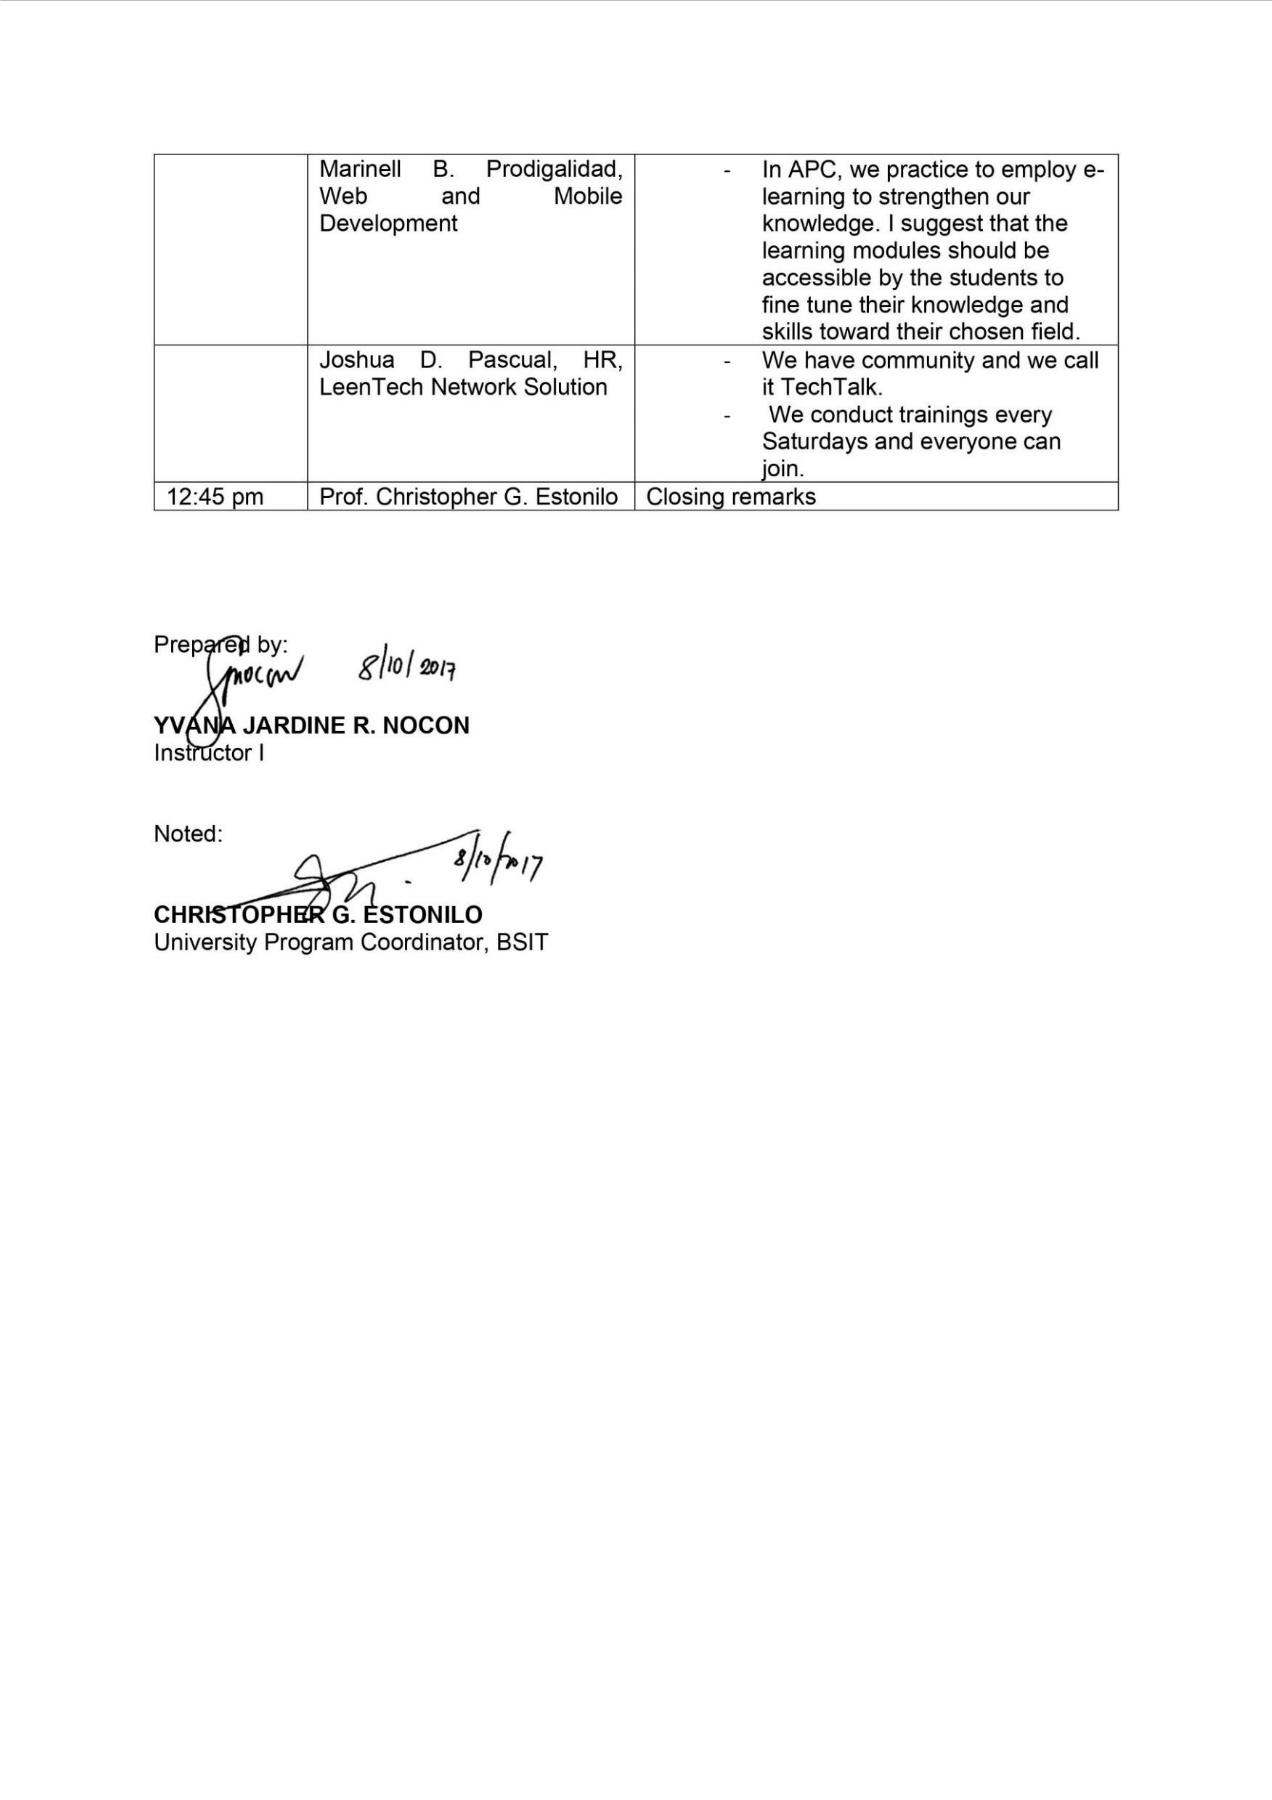 Marinell B. Prodigalidad,
Web and Mobile
Development
- In APC, we practice to employ e-
learning to strengthen our
knowledge. I suggest that the
learning modules should be
accessible by the students to
fine tune their knowledge and
skills toward their chosen field.
Joshua D. Pascual, HR,
LeenTech Network Solution
- We have community and we call
it TechTalk.
- We conduct trainings every
Saturdays and everyone can
join.
12:45 pm Prof. Christopher G. Estonilo Closing remarks
Prepared by:
8/10/2017
YVANA JARDINE R. NOCON
Instructor I
Noted:
8/10/2017
CHRISTOPHER G. ESTONILO
University Program Coordinator, BSIT